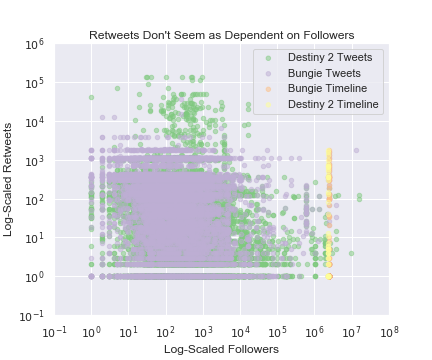 Retweets Don't Seem as Dependent on Followers
Destiny 2 Tweets
Bungie Tweets
Bungie Timeline
Destiny 2 Timeline
Log-Scaled Retweets
10^6
10^5
10^4
10^3
10^2
10^1
10^0
10^−1
10^−1 10^0 10^1 10^2 10^3 10^4 10^5 10^6 10^7 10^8
Log-Scaled Followers